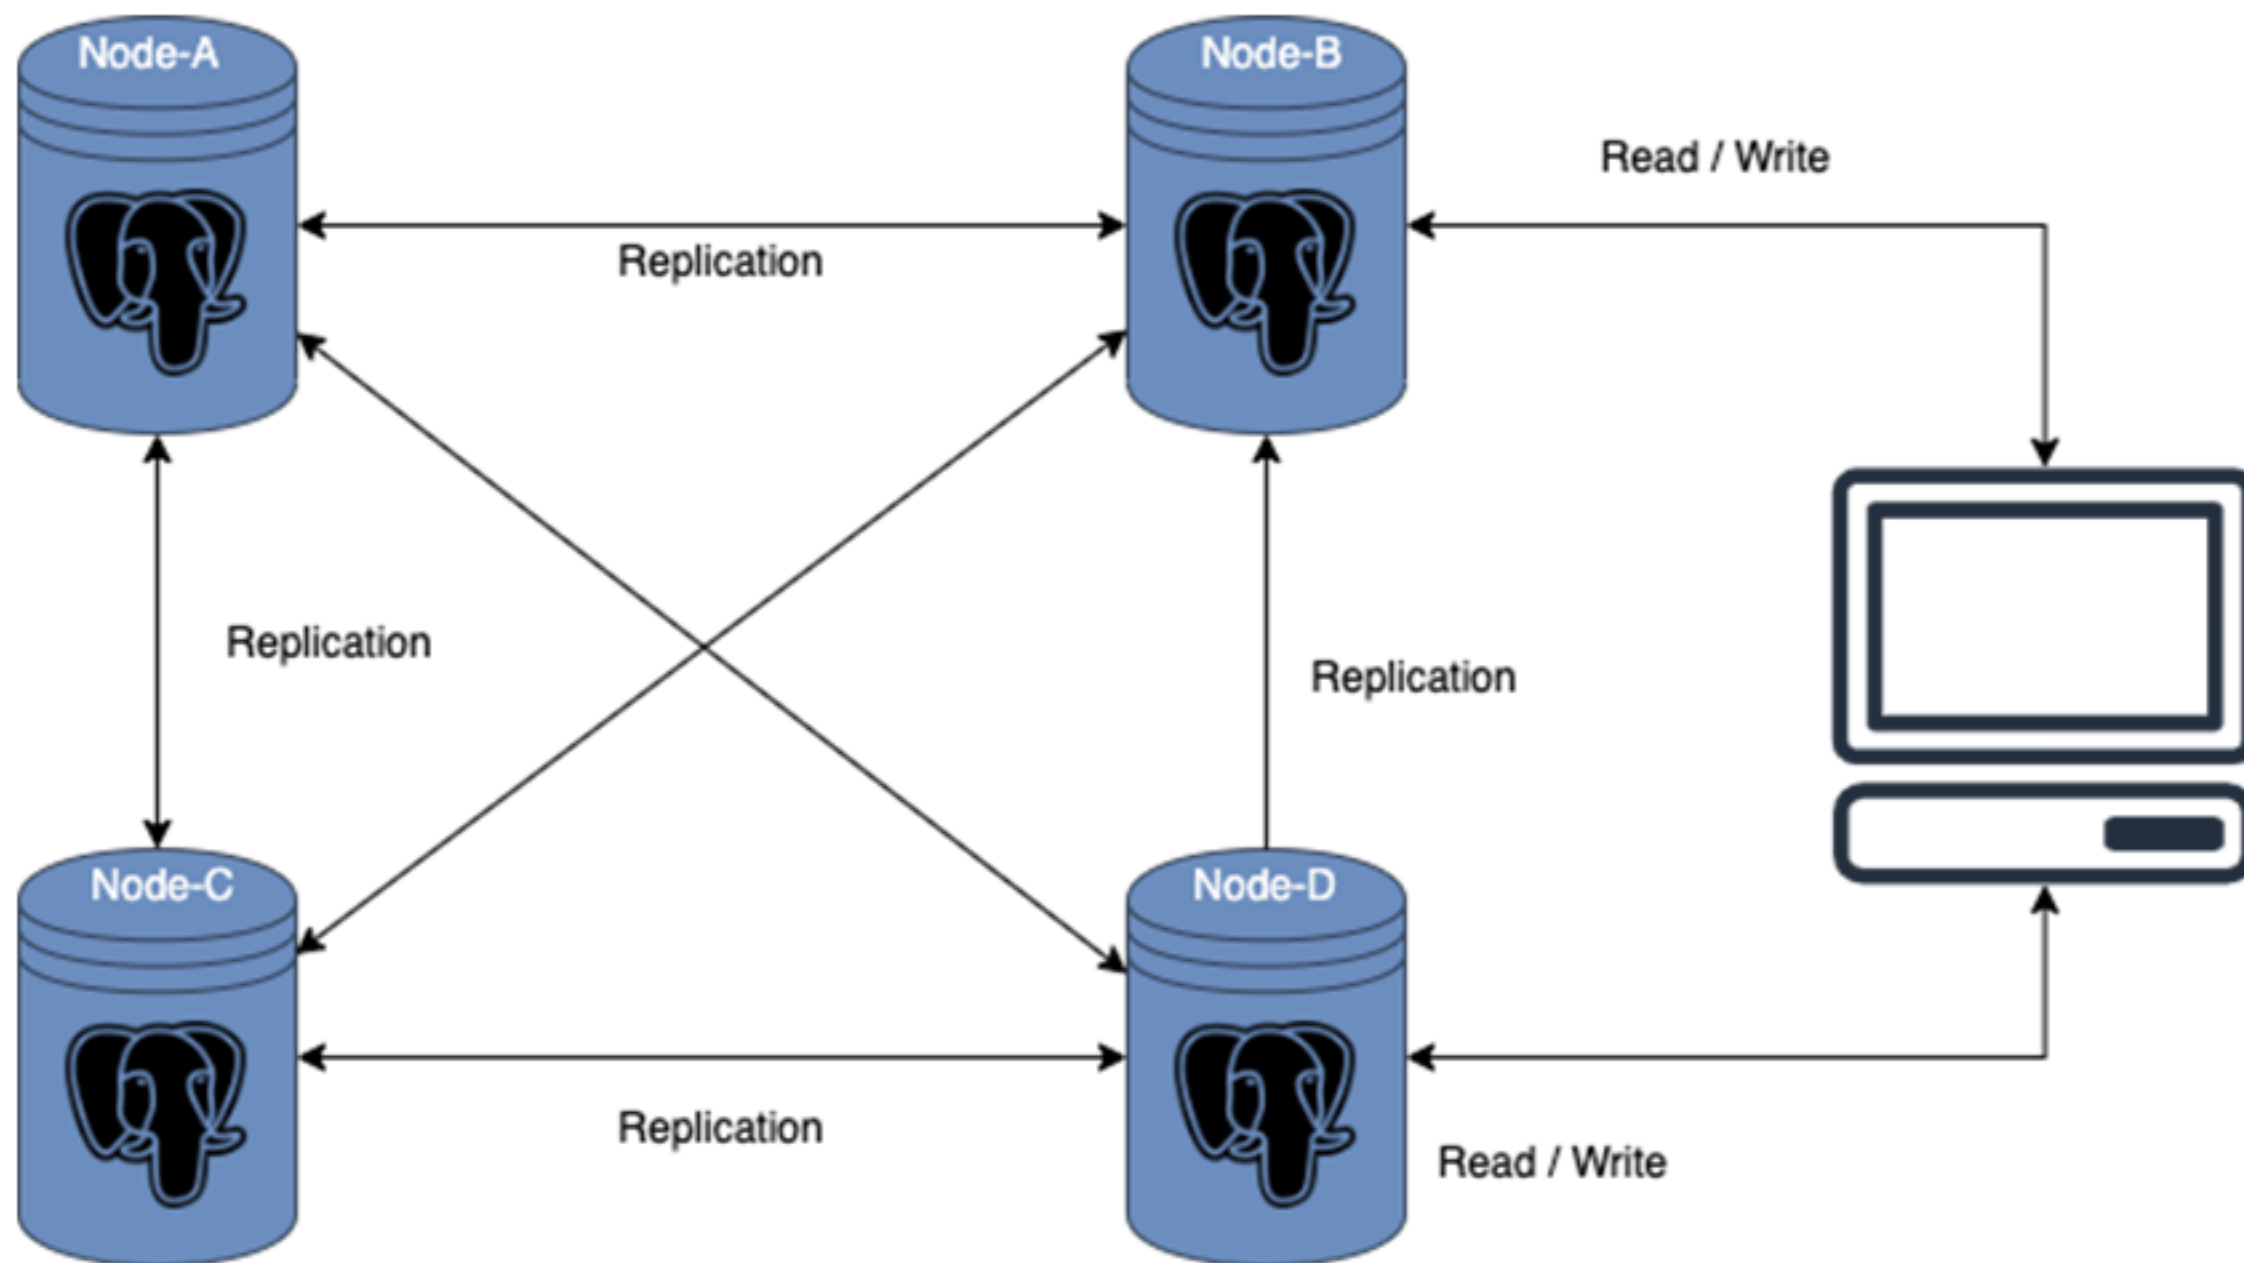 Node-A
Node-B
Read / Write
Replication
Replication
Replication
Node-C
Node-D
Replication
Read / Write